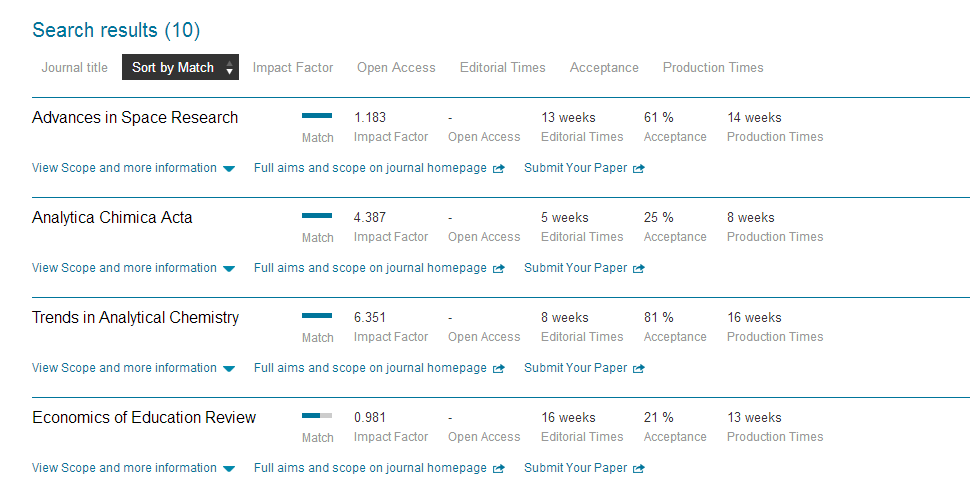 Search results (10)
Journal title Sort by Match Impact Factor Open Access Editorial Times Acceptance Production Times
Advances in Space Research 1.183 - 13 weeks 61 % 14 weeks
Match Impact Factor Open Access Editorial Times Acceptance Production Times
View Scope and more information Full aims and scope on journal homepage Submit Your Paper
Analytica Chimica Acta 4.387 - 5 weeks 25 % 8 weeks
Match Impact Factor Open Access Editorial Times Acceptance Production Times
View Scope and more information Full aims and scope on journal homepage Submit Your Paper
Trends in Analytical Chemistry 6.351 - 8 weeks 81 % 16 weeks
Match Impact Factor Open Access Editorial Times Acceptance Production Times
View Scope and more information Full aims and scope on journal homepage Submit Your Paper
Economics of Education Review 0.981 - 16 weeks 21 % 13 weeks
Match Impact Factor Open Access Editorial Times Acceptance Production Times
View Scope and more information Full aims and scope on journal homepage Submit Your Paper